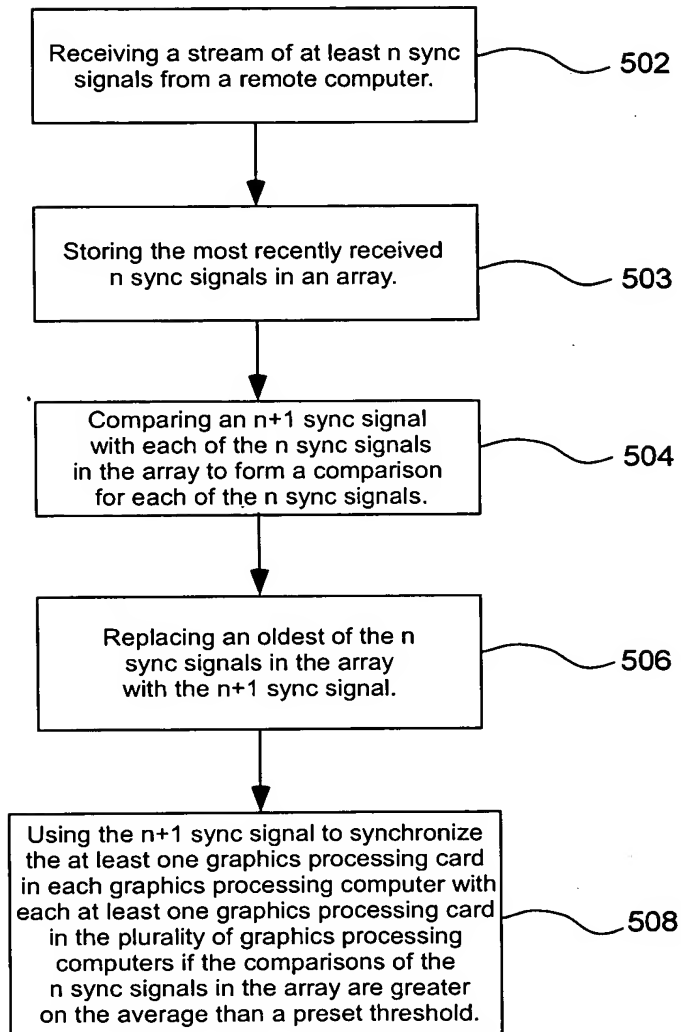 Receiving a stream of at least n sync
signals from a remote computer.
502
Storing the most recently received
n sync signals in an array.
503
Comparing an n+1 sync signal
with each of the n sync signals
in the array to form a comparison
for each of the n sync signals.
504
Replacing an oldest of the n
sync signals in the array
with the n+1 sync signal.
506
Using the n+1 sync signal to synchronize
the at least one graphics processing card
in each graphics processing computer with
each at least one graphics processing card
in the plurality of graphics processing
computers if the comparisons of the
n sync signals in the array are greater
on the average than a preset threshold.
508